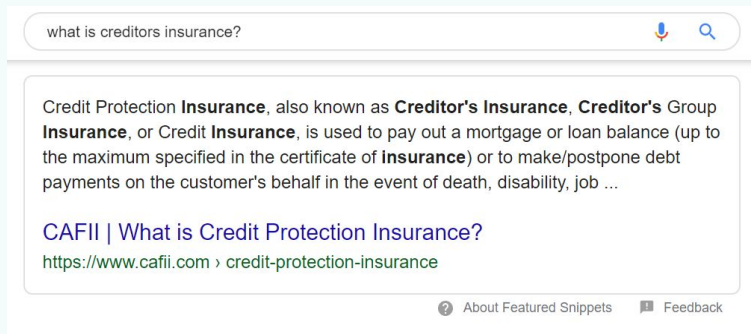 what is creditors insurance?
Credit Protection Insurance, also known as Creditor's Insurance, Creditor's Group
Insurance, or Credit Insurance, is used to pay out a mortgage or loan balance (up to
the maximum specified in the certificate of insurance) or to make/postpone debt
payments on the customer's behalf in the event of death, disability, job ...
CAFII | What is Credit Protection Insurance?
https://www.cafii.com › credit-protection-insurance
About Featured Snippets Feedback